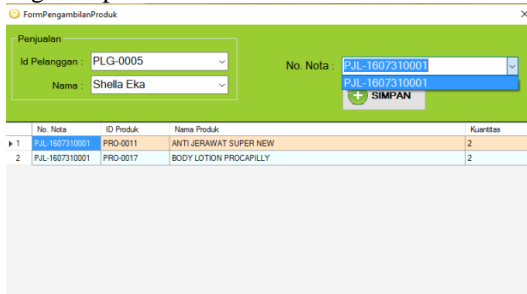 FormPengambilanProduk
Penjualan
Id Pelanggan : PLG-0005
No. Nota : PJL-1607310001
Nama : Shella Eka
PJL-1607310001
SIMPAN
No. Nota ID Produk Nama Produk Kuantitas
1 PJL-1607310001 PRO-0011 ANTI JERAWAT SUPER NEW 2
2 PJL-1607310001 PRO-0017 BODY LOTION PROCAPILLY 2